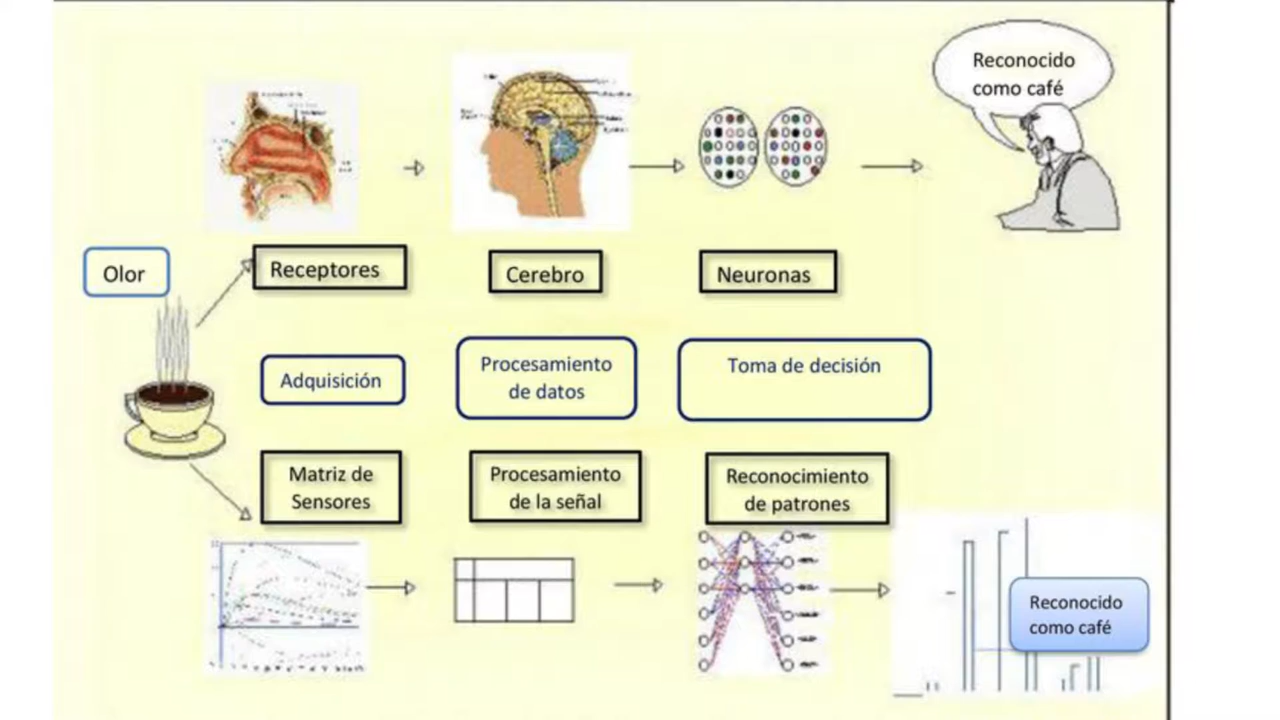 Reconocido
como café
Olor
Receptores
Cerebro
Neuronas
Adquisición
Procesamiento
de datos
Toma de decisión
Matriz de
Sensores
Procesamiento
de la señal
Reconocimiento
de patrones
Reconocido
como café